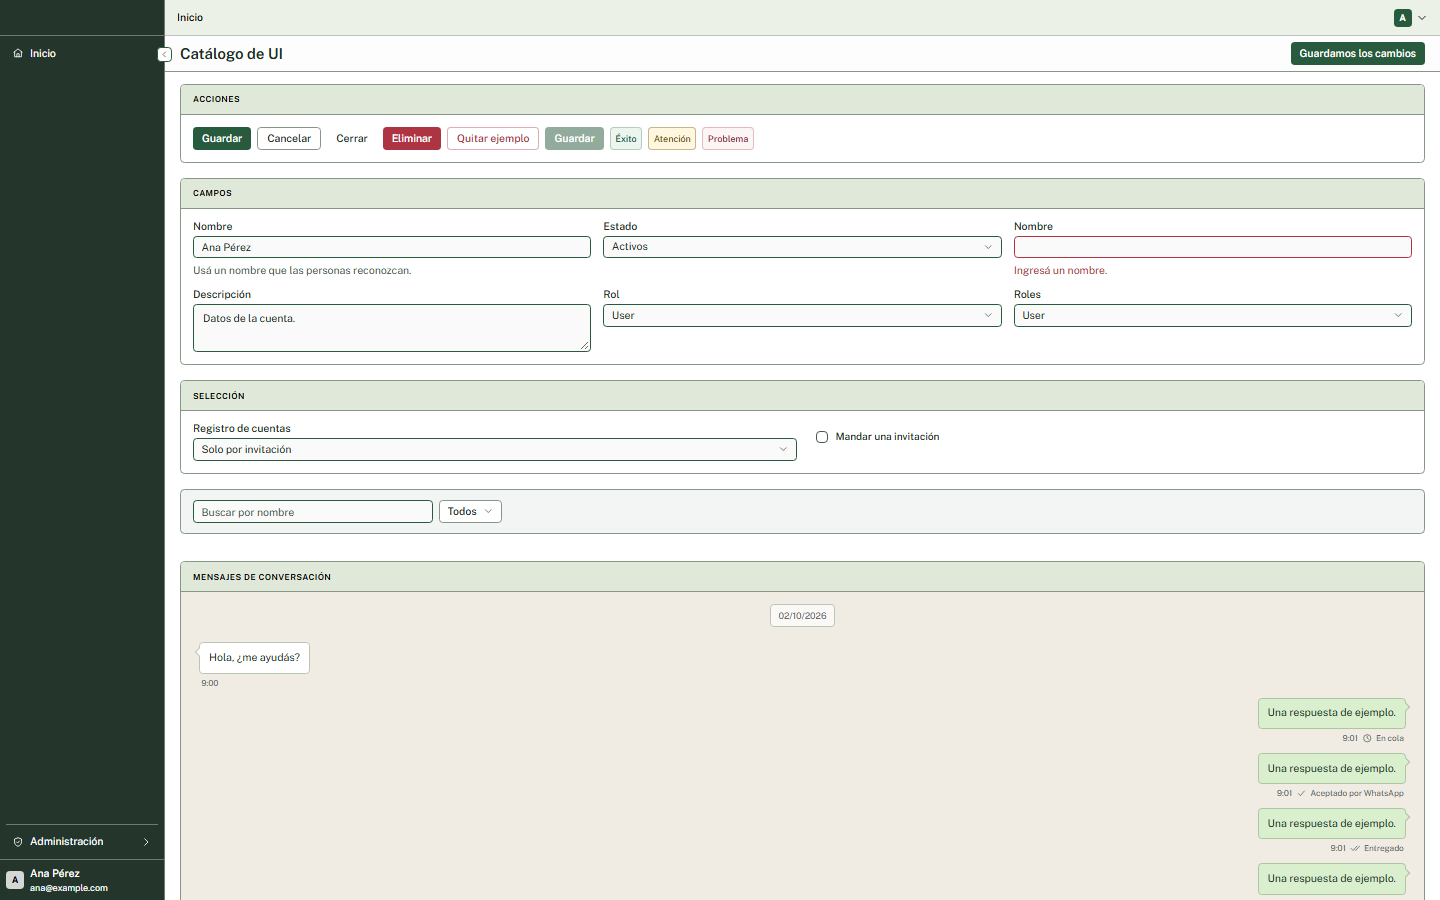 Inicio
A
Inicio
Catálogo de UI
Guardamos los cambios
ACCIONES
Guardar
Cancelar
Cerrar
Eliminar
Quitar ejemplo
Guardar
Éxito
Atención
Problema
CAMPOS
Nombre
Ana Pérez
Usá un nombre que las personas reconozcan.
Estado
Activos
Nombre
Ingresá un nombre.
Descripción
Datos de la cuenta.
Rol
User
Roles
User
SELECCIÓN
Registro de cuentas
Solo por invitación
Mandar una invitación
Buscar por nombre
Todos
MENSAJES DE CONVERSACIÓN
02/10/2026
Hola, ¿me ayudás?
9:00
Una respuesta de ejemplo.
9:01 En cola
Una respuesta de ejemplo.
9:01 Aceptado por WhatsApp
Una respuesta de ejemplo.
9:01 Entregado
Una respuesta de ejemplo.
Administración
A
Ana Pérez
ana@example.com